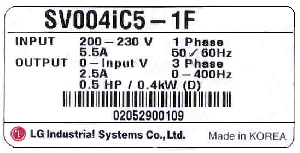 SV004iC5-1F
INPUT 200-230 V 1 Phase
5.5A 50/60Hz
OUTPUT 0-Input V 3 Phase
2.5A 0-400Hz
0.5 HP / 0.4kW (D)
02052900109
LG Industrial Systems Co.,Ltd. Made in KOREA